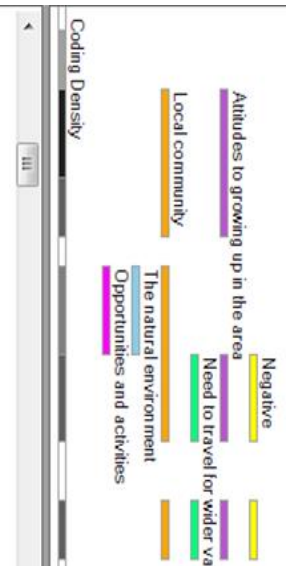 Negative
Need to travel for wider va
Attitudes to growing up in the area
Local community
The natural environment
Opportunities and activities
Coding Density